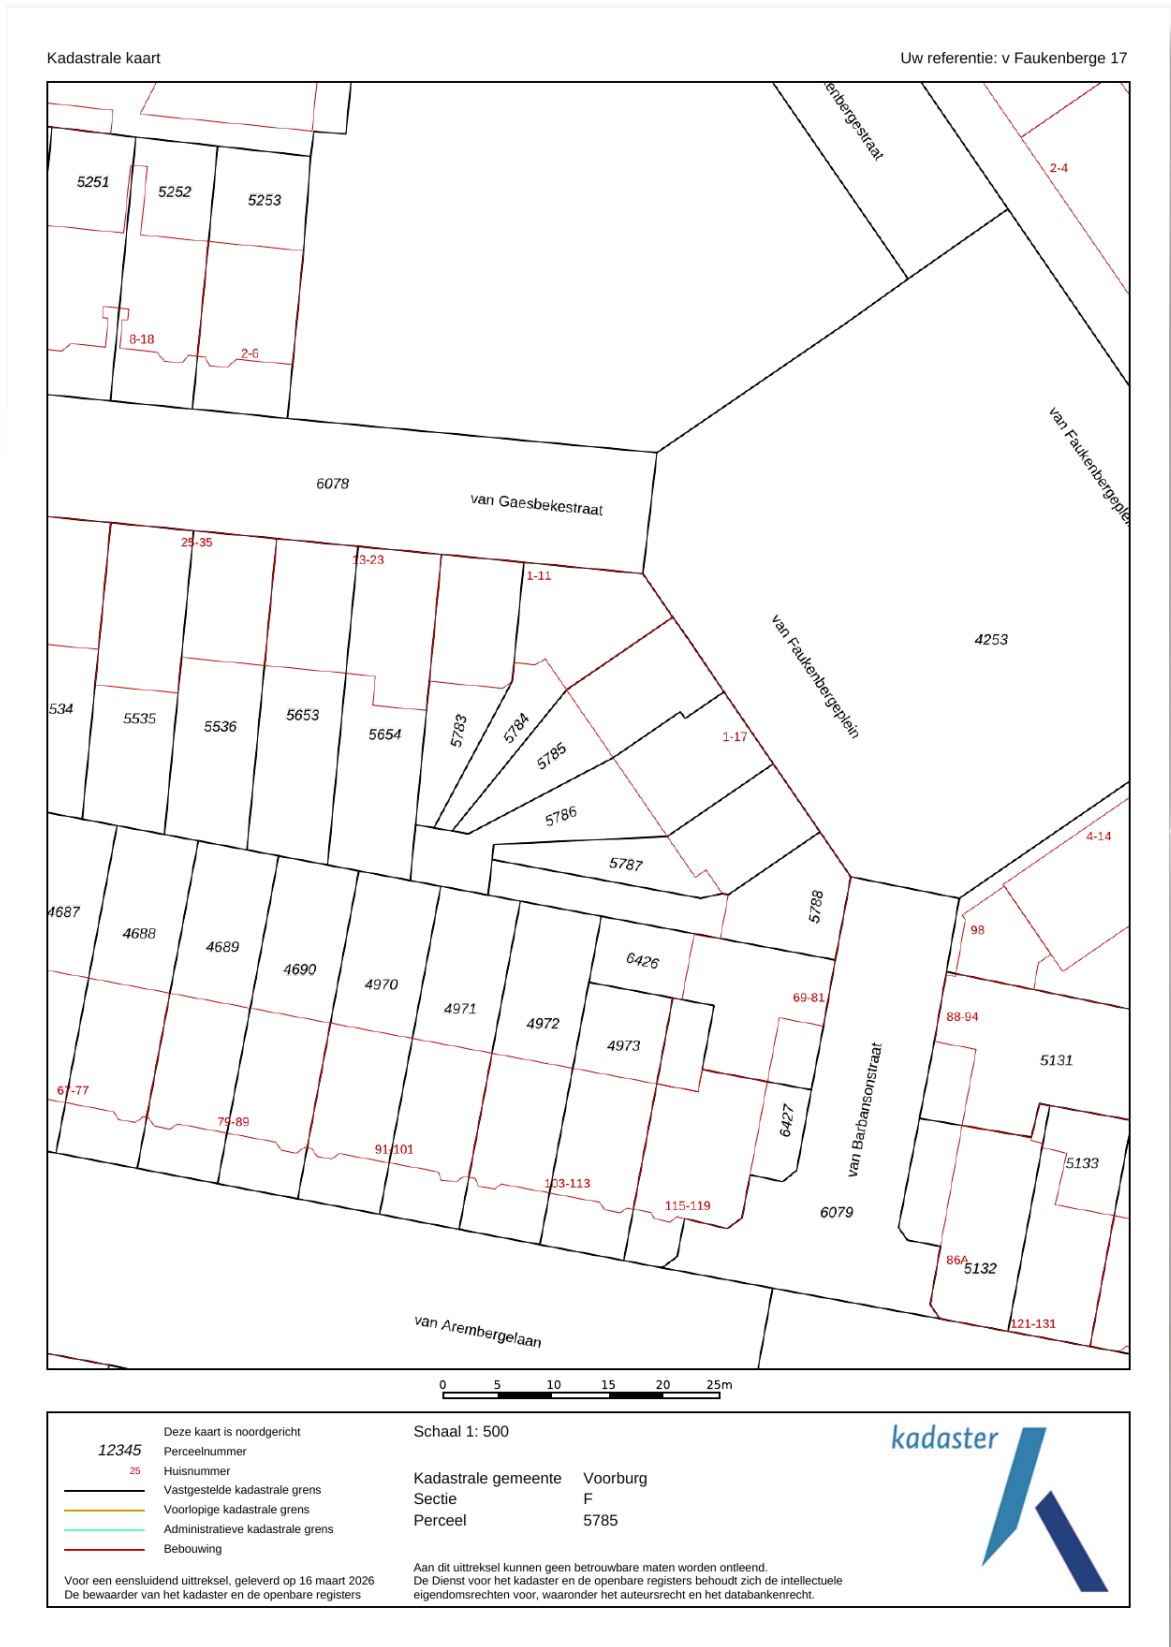 Kadastrale kaart
Uw referentie: v Faukenberge 17
enbergestraat
2-4
5251
5252
5253
8-18
2-6
van Faukenbergeplein
6078
van Gaesbekestraat
25-35
13-23
1-11
van Faukenbergeplein
4253
534
5535
5536
5653
5654
5783
5784
5785
5786
5787
5788
1-17
4-14
98
4687
4688
4689
4690
4970
4971
4972
4973
6426
69-81
88-94
5131
67-77
79-89
91-101
103-113
115-119
6427
van Barbansonstraat
6079
5133
86A
5132
121-131
van Arembergelaan
0 5 10 15 20 25m
Deze kaart is noordgericht
12345 Perceelnummer
25 Huisnummer
Vastgestelde kadastrale grens
Voorlopige kadastrale grens
Administratieve kadastrale grens
Bebouwing
Voor een eensluidend uittreksel, geleverd op 16 maart 2026
De bewaarder van het kadaster en de openbare registers
Schaal 1: 500
Kadastrale gemeente Voorburg
Sectie F
Perceel 5785
Aan dit uittreksel kunnen geen betrouwbare maten worden ontleend.
De Dienst voor het kadaster en de openbare registers behoudt zich de intellectuele
eigendomsrechten voor, waaronder het auteursrecht en het databankenrecht.
kadaster